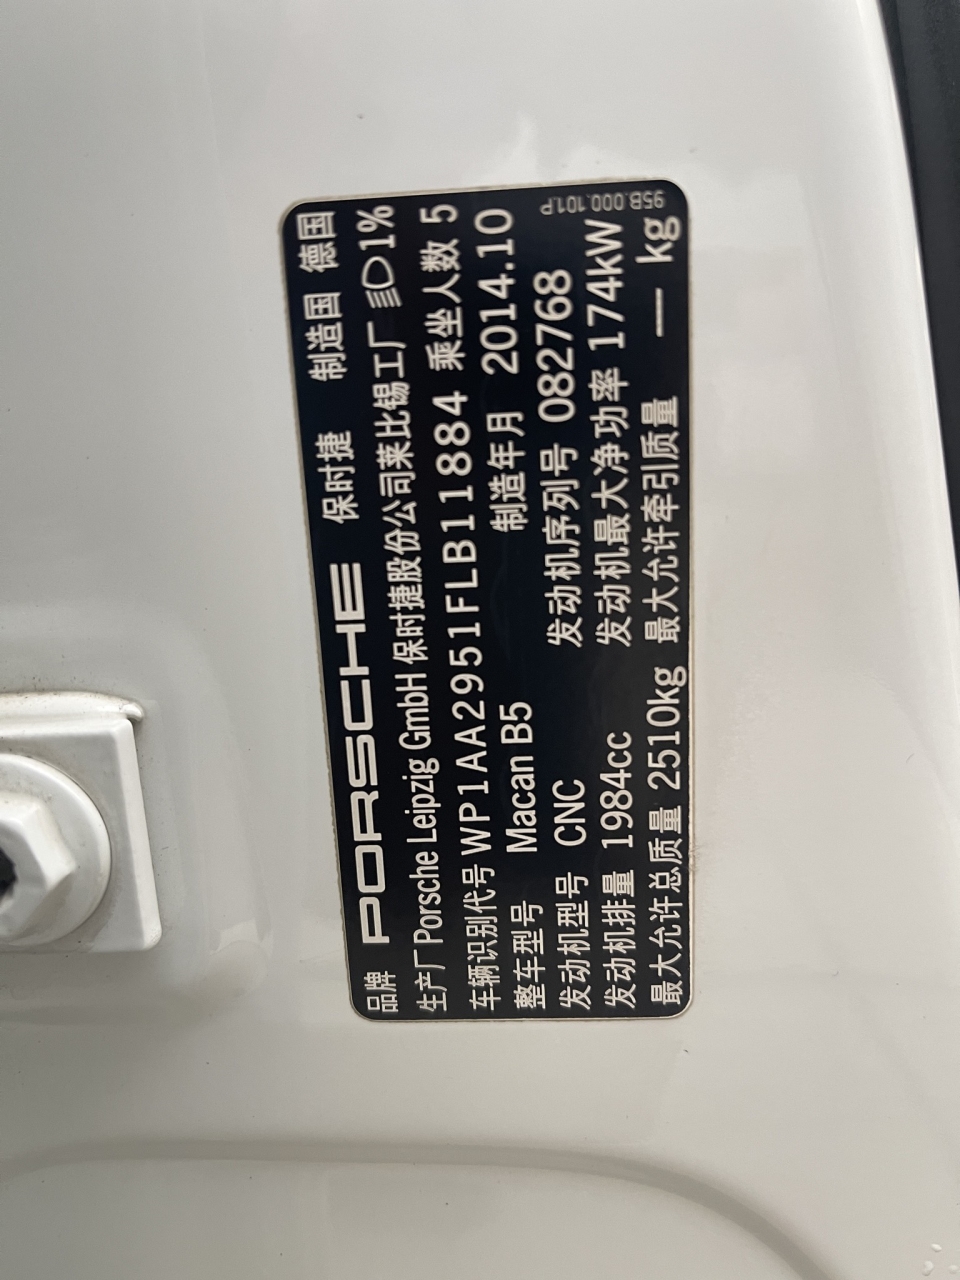 品牌 PORSCHE 保时捷 制造国 德国
生产厂 Porsche Leipzig GmbH 保时捷股份公司莱比锡工厂 1%
车辆识别代号 WP1AA2951FLB11884 乘坐人数 5
整车型号 Macan B5 制造年月 2014.10
发动机型号 CNC 发动机序列号 082768
发动机排量 1984cc 发动机最大净功率 174kW
最大允许总质量 2510kg 最大允许牵引质量 — kg
95B.000.101.P